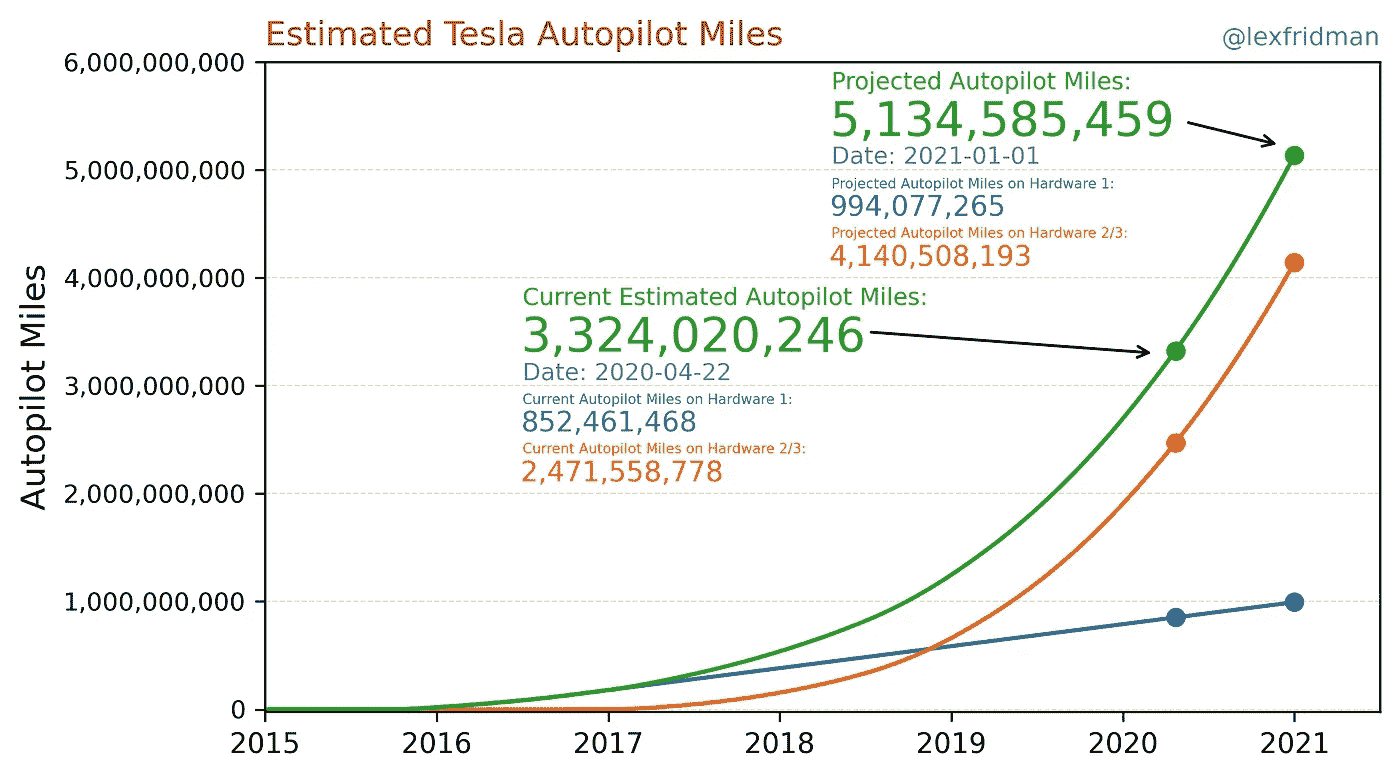 Estimated Tesla Autopilot Miles
@lexfridman
Autopilot Miles
6,000,000,000
5,000,000,000
4,000,000,000
3,000,000,000
2,000,000,000
1,000,000,000
0
Projected Autopilot Miles:
5,134,585,459
Date: 2021-01-01
Projected Autopilot Miles on Hardware 1:
994,077,265
Projected Autopilot Miles on Hardware 2/3:
4,140,508,193
Current Estimated Autopilot Miles:
3,324,020,246
Date: 2020-04-22
Current Autopilot Miles on Hardware 1:
852,461,468
Current Autopilot Miles on Hardware 2/3:
2,471,558,778
2015 2016 2017 2018 2019 2020 2021